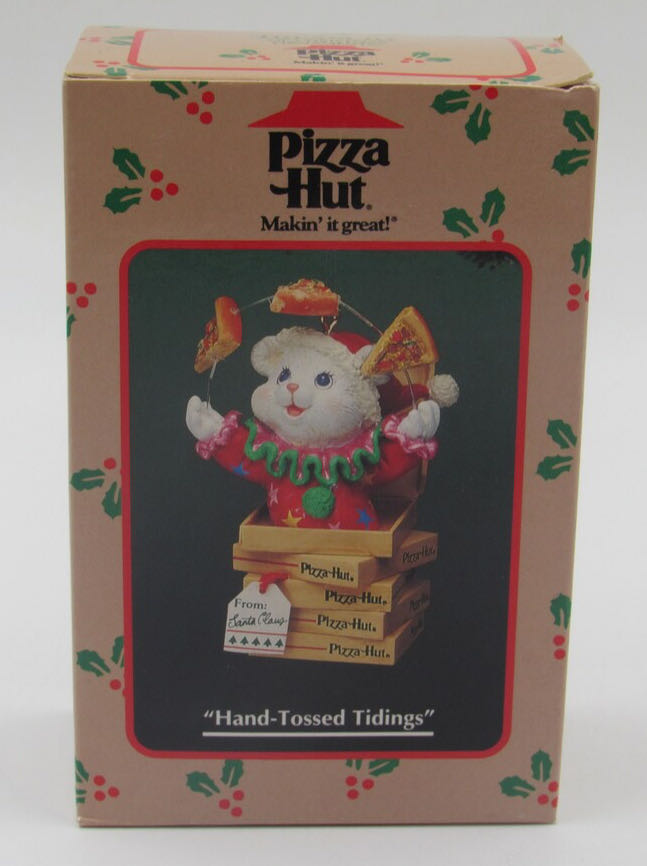 Pizza
Hut
Makin' it great!
Pizza
Hut®
Makin' it great!®
Pizza Hut®
Pizza Hut®
Pizza Hut®
Pizza Hut®
Pizza Hut®
From:
Santa Claus
"Hand-Tossed Tidings"